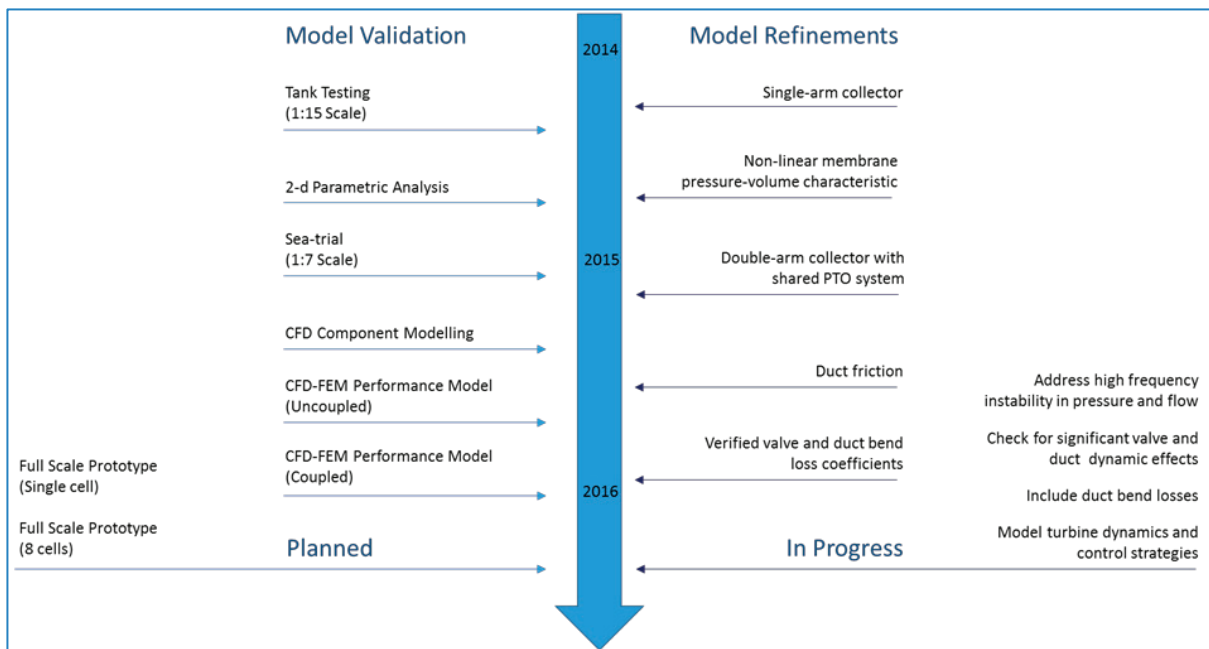 Model Validation
Tank Testing
(1:15 Scale)
2-d Parametric Analysis
Sea-trial
(1:7 Scale)
CFD Component Modelling
CFD-FEM Performance Model
(Uncoupled)
CFD-FEM Performance Model
(Coupled)
Full Scale Prototype
(Single cell)
Full Scale Prototype
(8 cells)
Planned
2014
2015
2016
Model Refinements
Single-arm collector
Non-linear membrane
pressure-volume characteristic
Double-arm collector with
shared PTO system
Duct friction
Verified valve and duct bend
loss coefficients
In Progress
Address high frequency
instability in pressure and flow
Check for significant valve and
duct dynamic effects
Include duct bend losses
Model turbine dynamics and
control strategies